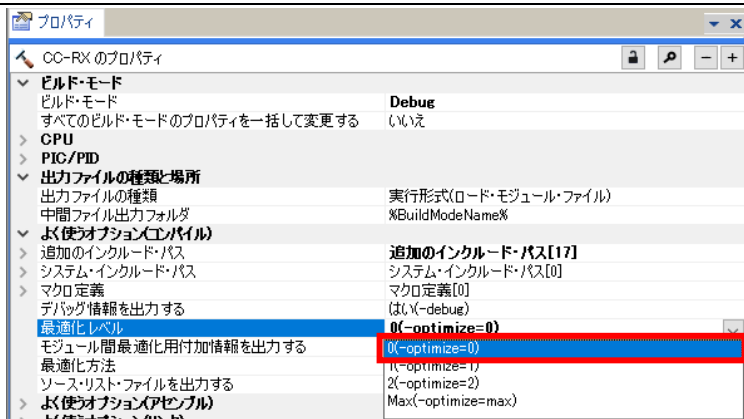 プロパティ
CC-RX のプロパティ
ビルド・モード
ビルド・モード Debug
すべてのビルド・モードのプロパティを一括して変更する いいえ
CPU
PIC/PID
出力ファイルの種類と場所
出力ファイルの種類 実行形式(ロード・モジュール・ファイル)
中間ファイル出力フォルダ %BuildModeName%
よく使うオプション(コンパイル)
追加のインクルード・パス 追加のインクルード・パス[17]
システム・インクルード・パス システム・インクルード・パス[0]
マクロ定義 マクロ定義[0]
デバッグ情報を出力する はい(-debug)
最適化レベル 0(-optimize=0)
モジュール間最適化用付加情報を出力する 0(-optimize=0)
最適化方法 1(-optimize=1)
ソース・リスト・ファイルを出力する 2(-optimize=2)
よく使うオプション(アセンブル) Max(-optimize=max)